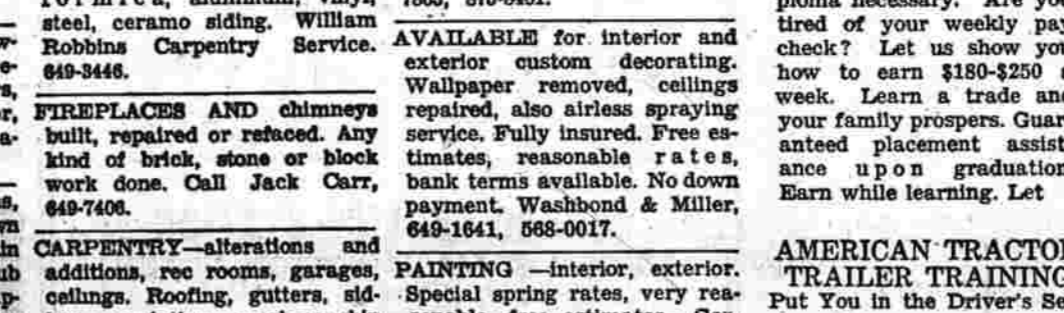 steel, ceramo siding. William
Robbins Carpentry Service.
649-3446.
FIREPLACES AND chimneys
built, repaired or refaced. Any
kind of brick, stone or block
work done. Call Jack Carr,
649-7406.
CARPENTRY—alterations and
additions, rec rooms, garages,
ceilings. Roofing, gutters, sid-
AVAILABLE for interior and
exterior custom decorating.
Wallpaper removed, ceilings
repaired, also airless spraying
service. Fully insured. Free es-
timates, reasonable rates,
bank terms available. No down
payment. Washbond & Miller,
649-1641, 568-0017.
PAINTING —interior, exterior.
Special spring rates, very rea-
ploma necessary. Are you
tired of your weekly pay
check? Let us show you
how to earn $180-$250
week. Learn a trade and
your family prospers. Guar
anteed placement assist
ance upon graduation
Earn while learning. Let
AMERICAN TRACTO
TRAILER TRAINING
Put You in the Driver's Se